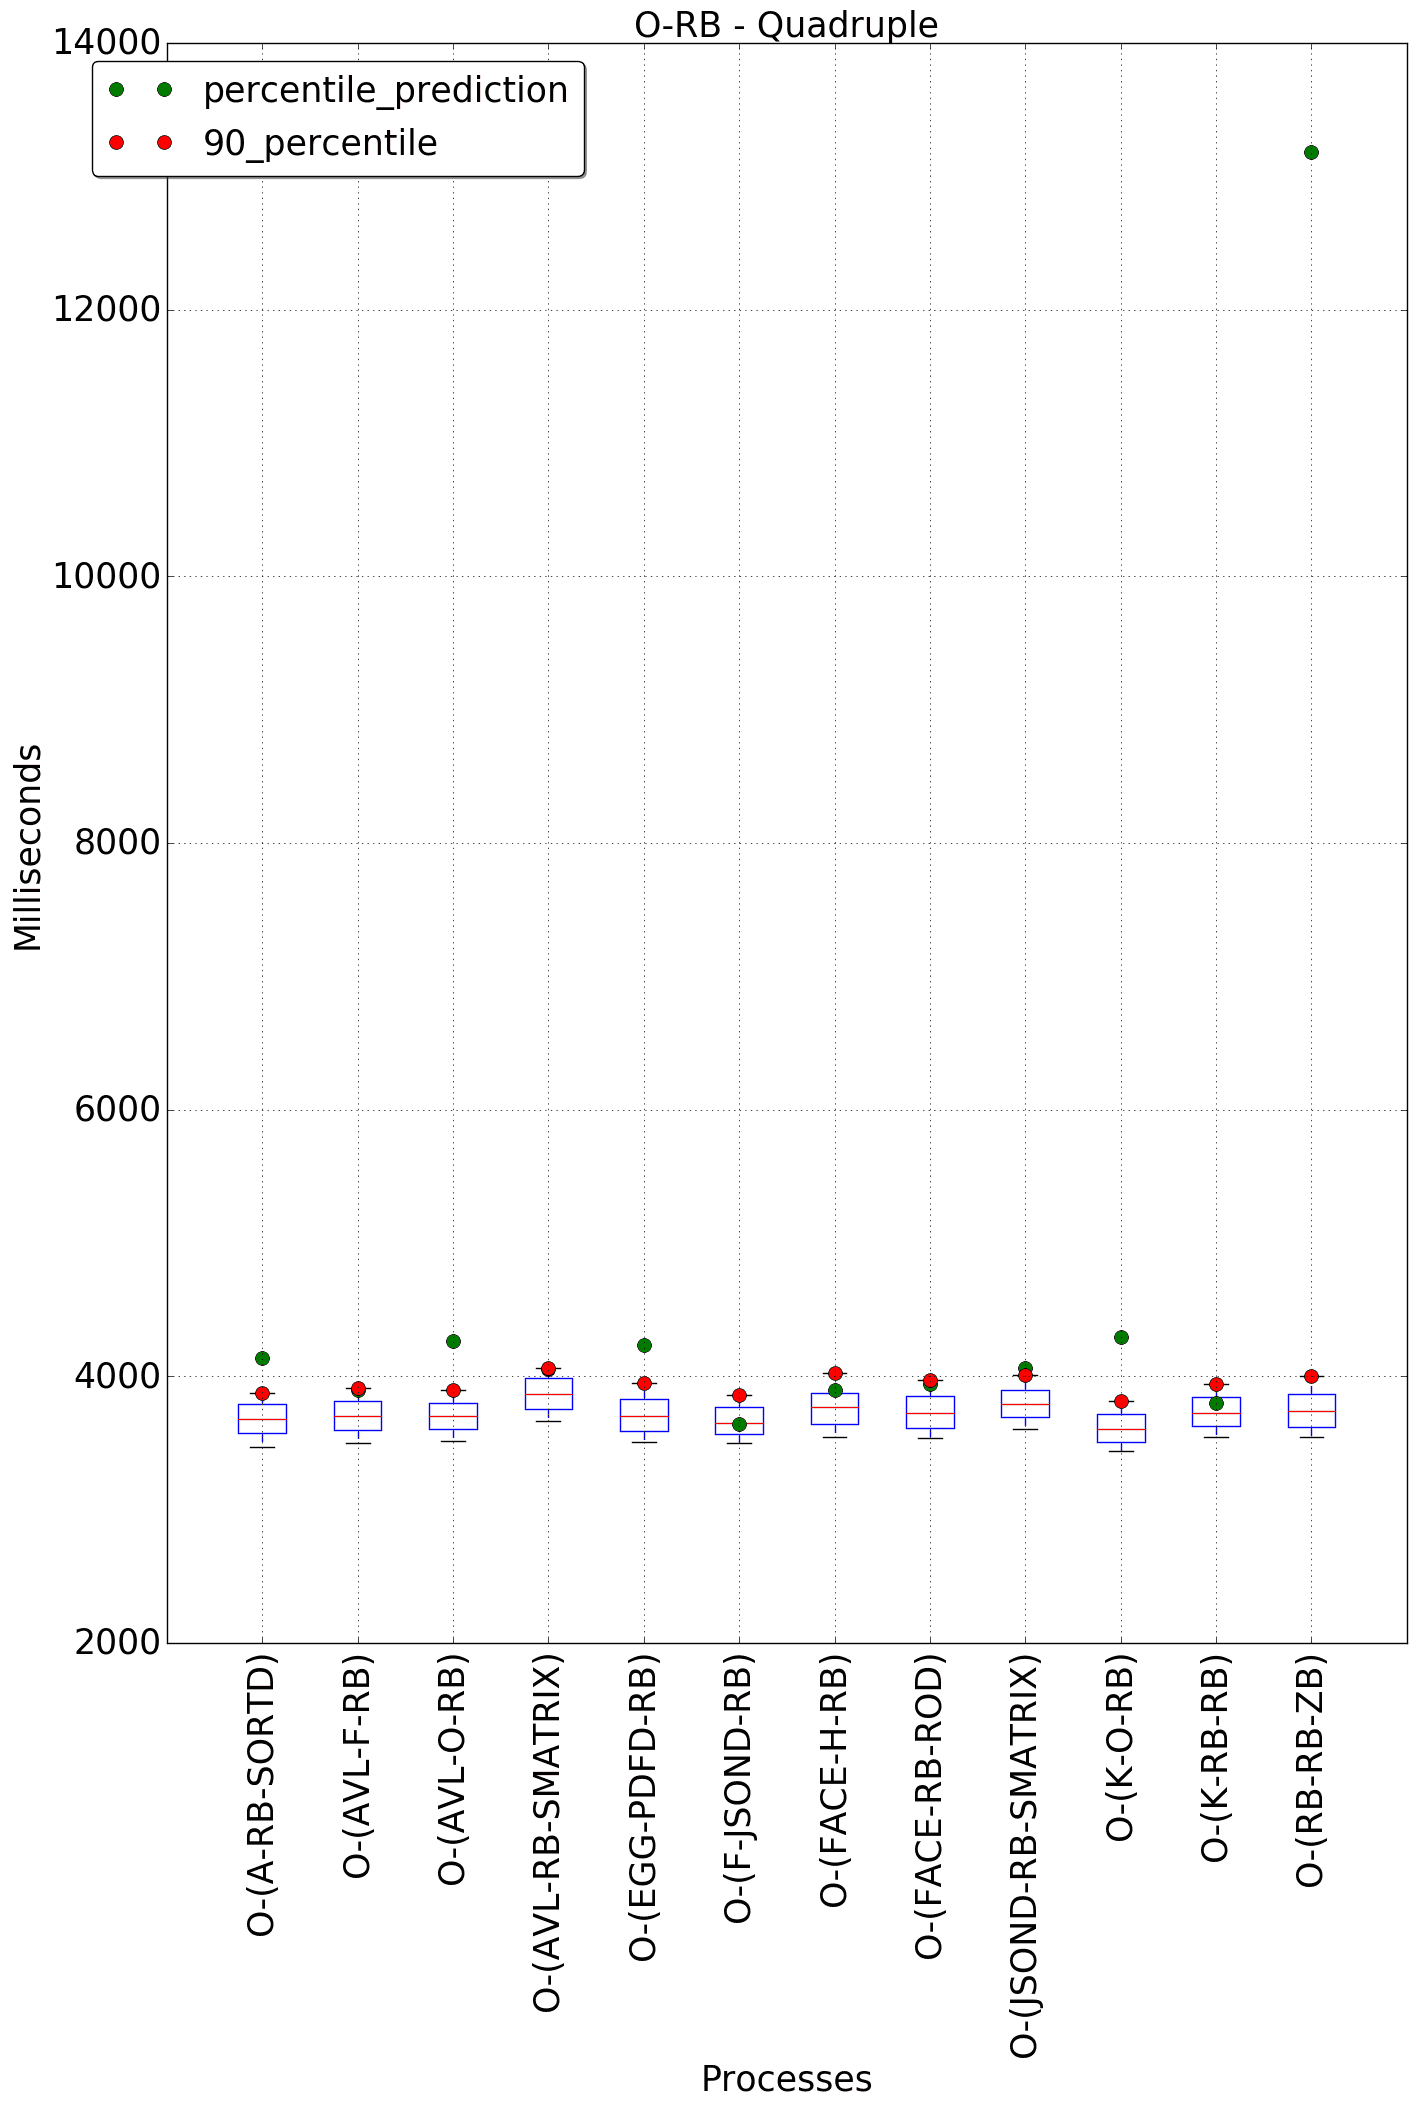 O-RB - Quadruple
percentile_prediction
90_percentile
14000
12000
10000
8000
6000
4000
2000
Milliseconds
O-(A-RB-SORTD)
O-(AVL-F-RB)
O-(AVL-O-RB)
O-(AVL-RB-SMATRIX)
O-(EGG-PDFD-RB)
O-(F-JSOND-RB)
O-(FACE-H-RB)
O-(FACE-RB-ROD)
O-(JSOND-RB-SMATRIX)
O-(K-O-RB)
O-(K-RB-RB)
O-(RB-RB-ZB)
Processes